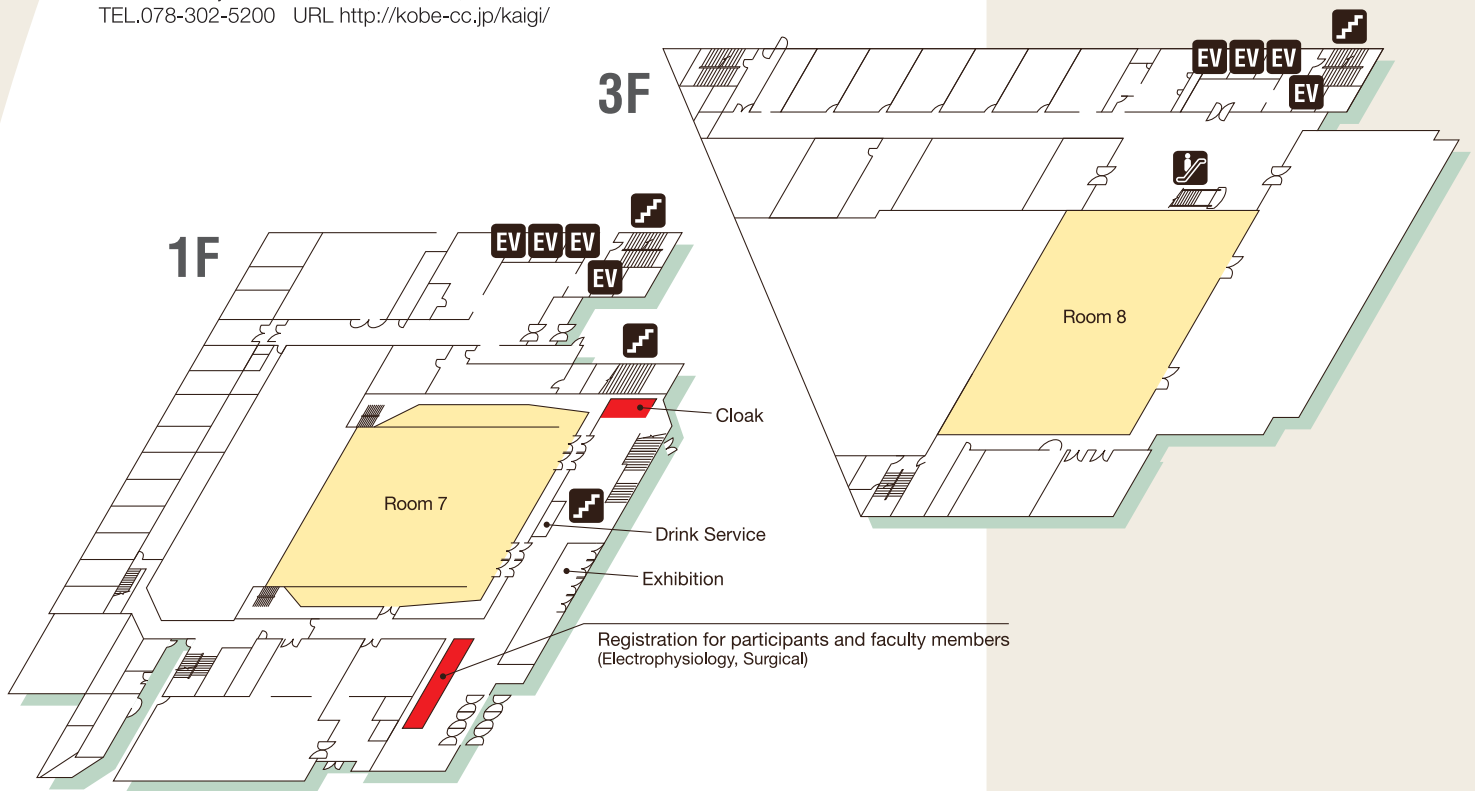 TEL.078-302-5200 URL http://kobe-cc.jp/kaigi/
3F
EV EV EV
EV
Room 8
1F
EV EV EV
EV
Cloak
Room 7
Drink Service
Exhibition
Registration for participants and faculty members
(Electrophysiology, Surgical)